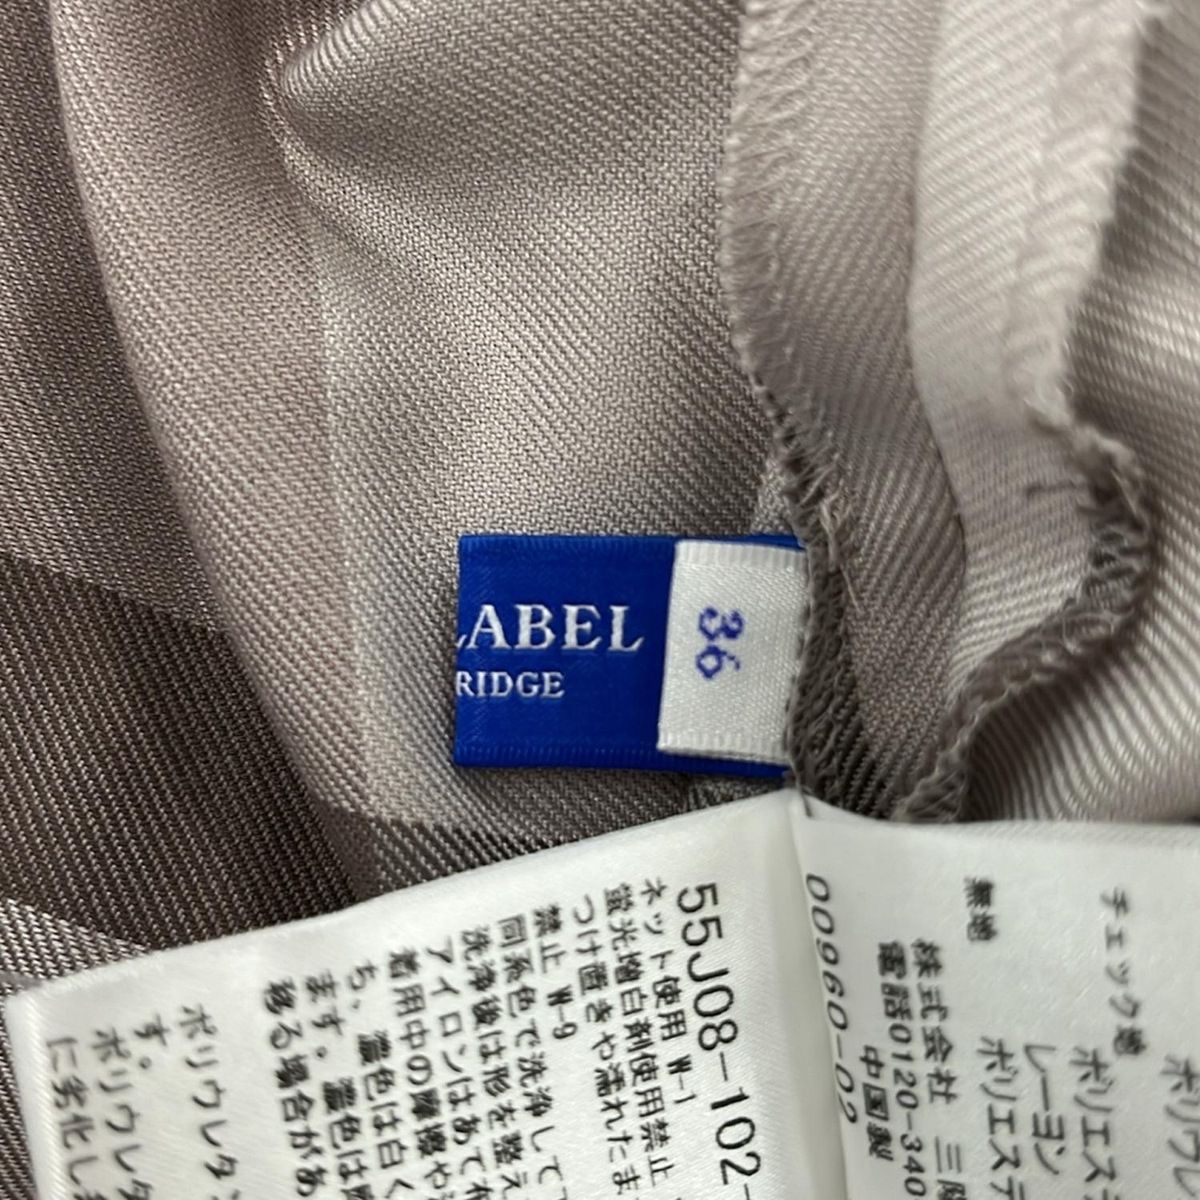 LABEL
RIDGE
36
55J08-102-
ネット使用 W-1
蛍光増白剤使用禁止
つけ置きや濡れたま
禁止 W-9
同系色で洗浄して
洗浄後は形を整え
アイロンはあて布
着用中の摩擦や
ち、濃色は白く
ます。濃色は
移る場合があ
ポリウレタン
す。
ポリウレタ
に劣化し
チェック地
ポリエス
レーヨン
無地
ポリエステ
株式会社 三陽
電話0120-340
中国製
00960-02